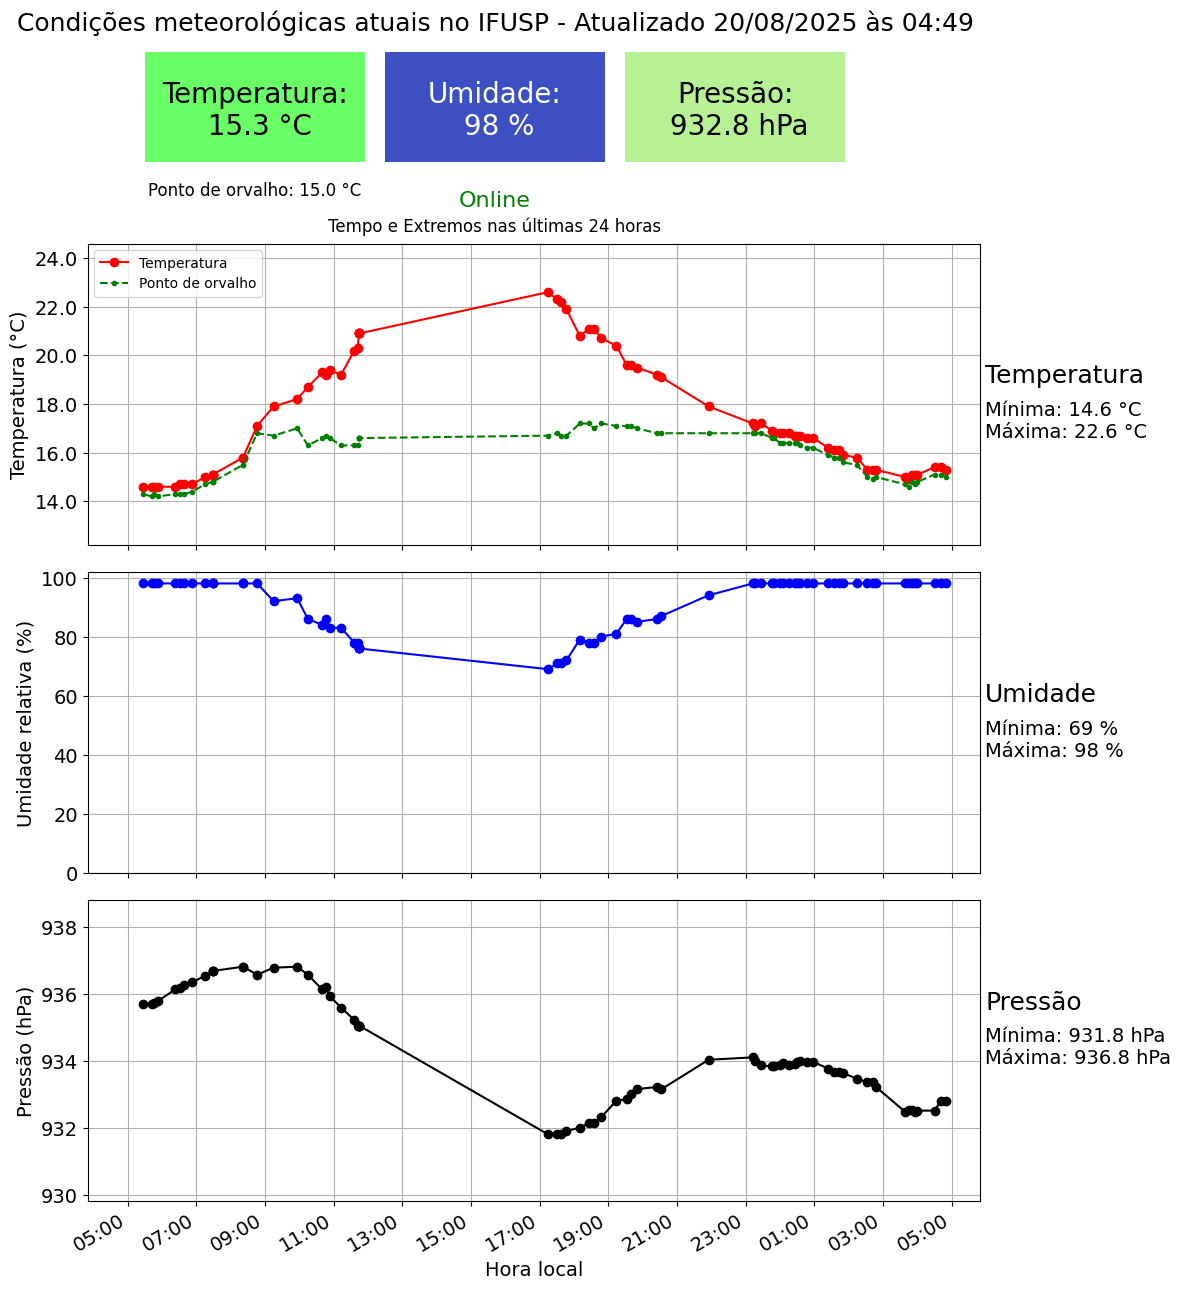 Condições meteorológicas atuais no IFUSP - Atualizado 20/08/2025 às 04:49
Temperatura:
15.3 °C
Umidade:
98 %
Pressão:
932.8 hPa
Ponto de orvalho: 15.0 °C
Online
Tempo e Extremos nas últimas 24 horas
Temperatura
Ponto de orvalho
Temperatura (°C)
24.0
22.0
20.0
18.0
16.0
14.0
Temperatura
Mínima: 14.6 °C
Máxima: 22.6 °C
Umidade relativa (%)
100
80
60
40
20
0
Umidade
Mínima: 69 %
Máxima: 98 %
Pressão (hPa)
938
936
934
932
930
Pressão
Mínima: 931.8 hPa
Máxima: 936.8 hPa
05:00
07:00
09:00
11:00
13:00
15:00
17:00
19:00
21:00
23:00
01:00
03:00
05:00
Hora local